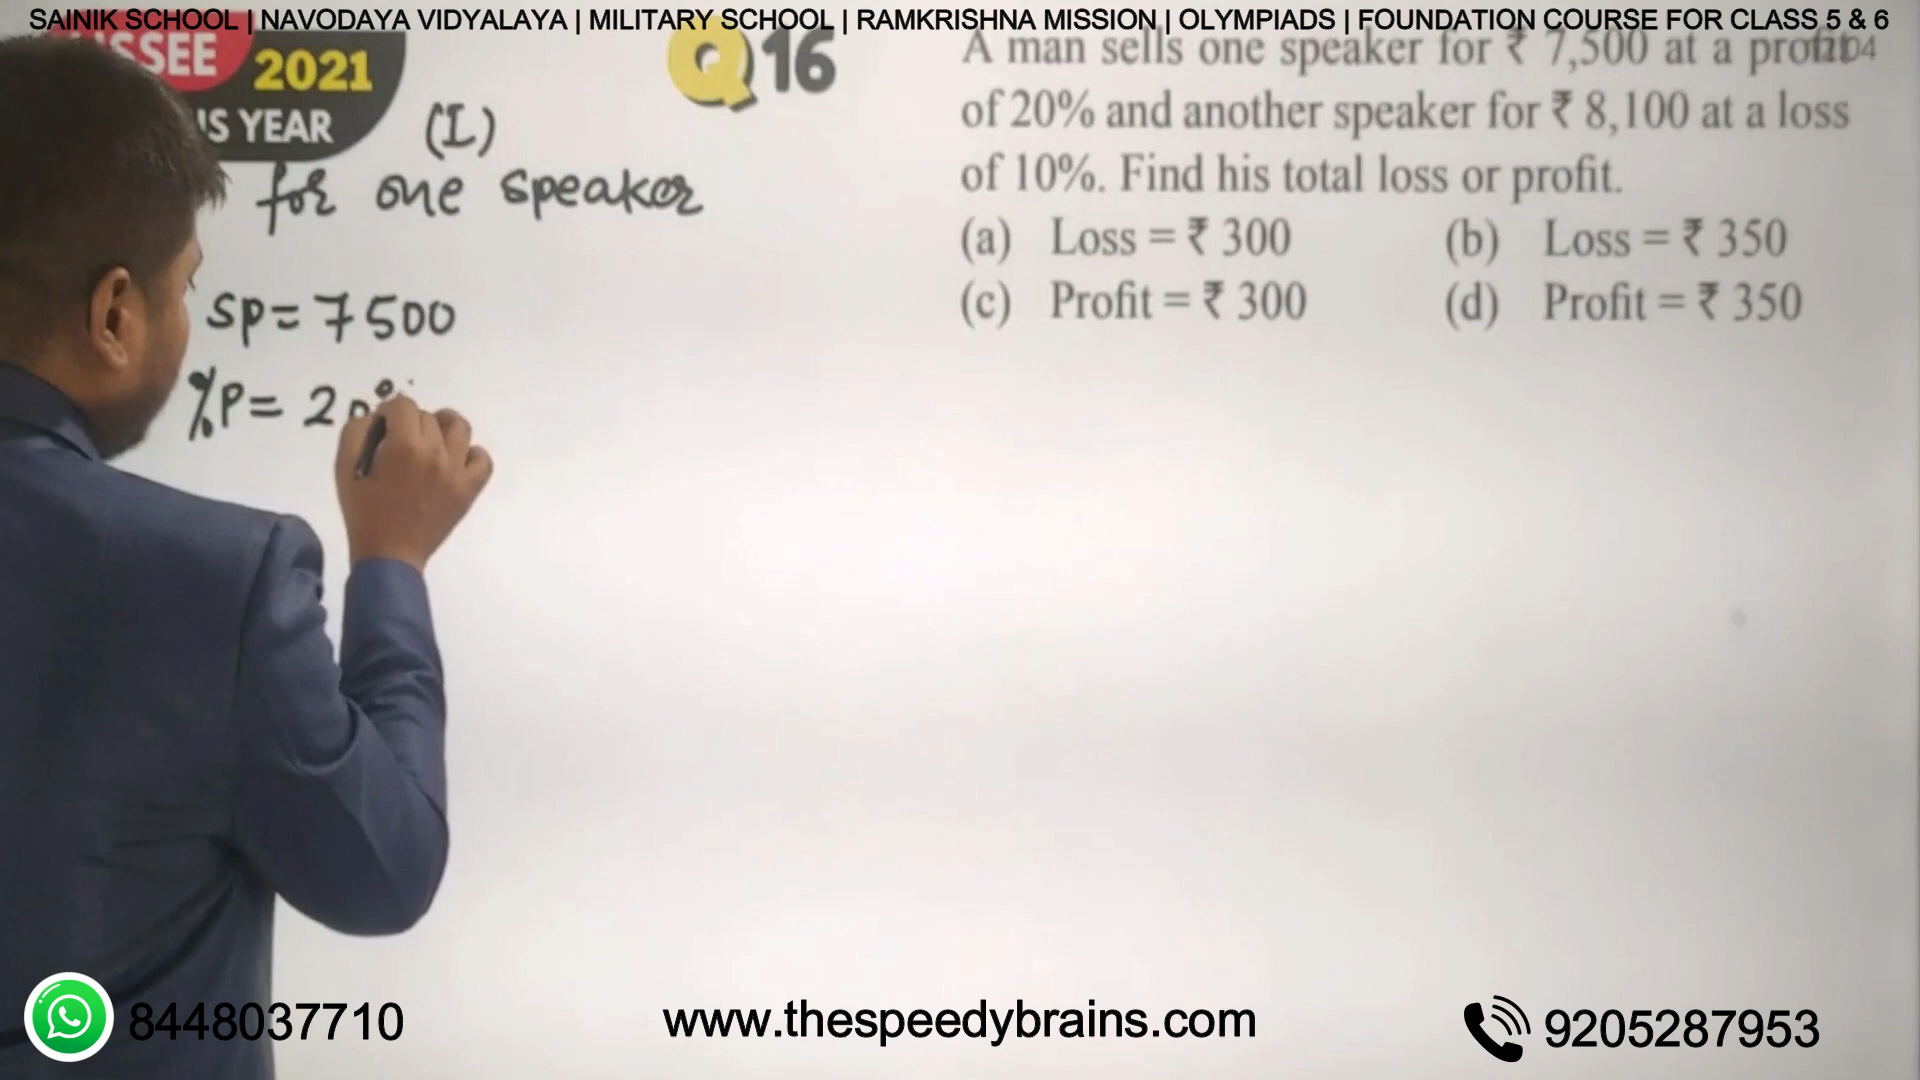 SAINIK SCHOOL | NAVODAYA VIDYALAYA | MILITARY SCHOOL | RAMKRISHNA MISSION | OLYMPIADS | FOUNDATION COURSE FOR CLASS 5 & 6
SSEE
2021
'S YEAR
Q16
(I)
for one speaker
SP = 7500
%P = 20%
A man sells one speaker for ₹ 7,500 at a profit
of 20% and another speaker for ₹ 8,100 at a loss
of 10%. Find his total loss or profit.
(a) Loss = ₹ 300 (b) Loss = ₹ 350
(c) Profit = ₹ 300 (d) Profit = ₹ 350
8448037710
www.thespeedybrains.com
9205287953